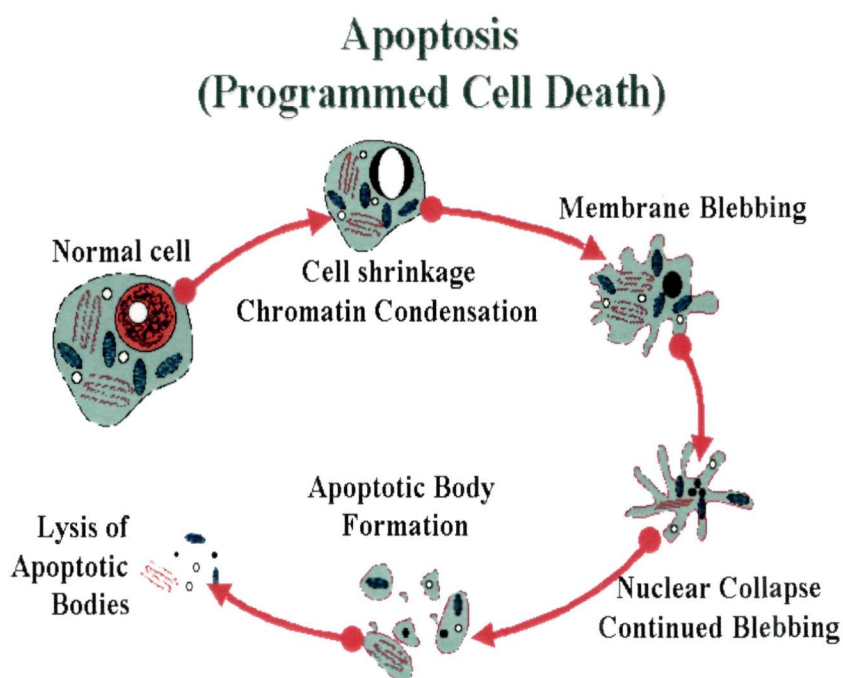 Apoptosis
(Programmed Cell Death)
Normal cell
Cell shrinkage
Chromatin Condensation
Membrane Blebbing
Nuclear Collapse
Continued Blebbing
Apoptotic Body
Formation
Lysis of
Apoptotic
Bodies